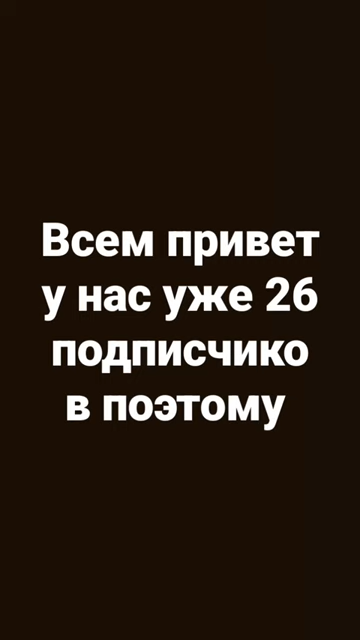 Всем привет
у нас уже 26
подписчико
в поэтому